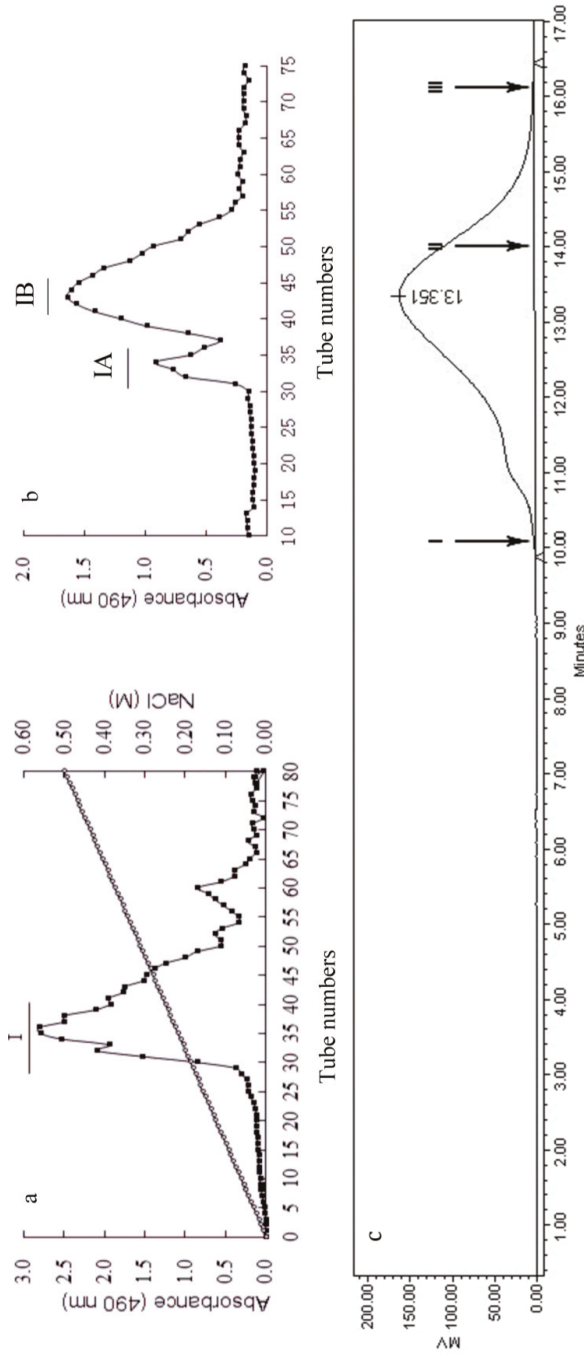 a
I
Absorbance (490 nm)
3.0 2.5 2.0 1.5 1.0 0.5 0.0
NaCl (M)
0.60 0.50 0.40 0.30 0.20 0.10 0.00
0 5 10 15 20 25 30 35 40 45 50 55 60 65 70 75 80
Tube numbers
b
IA
IB
Absorbance (490 nm)
2.0 1.5 1.0 0.5 0.0
10 15 20 25 30 35 40 45 50 55 60 65 70 75
Tube numbers
c
MV
200.00
150.00
100.00
50.00
0.00
I
II
III
13.351
1.00 2.00 3.00 4.00 5.00 6.00 7.00 8.00 9.00 10.00 11.00 12.00 13.00 14.00 15.00 16.00 17.00
Minutes